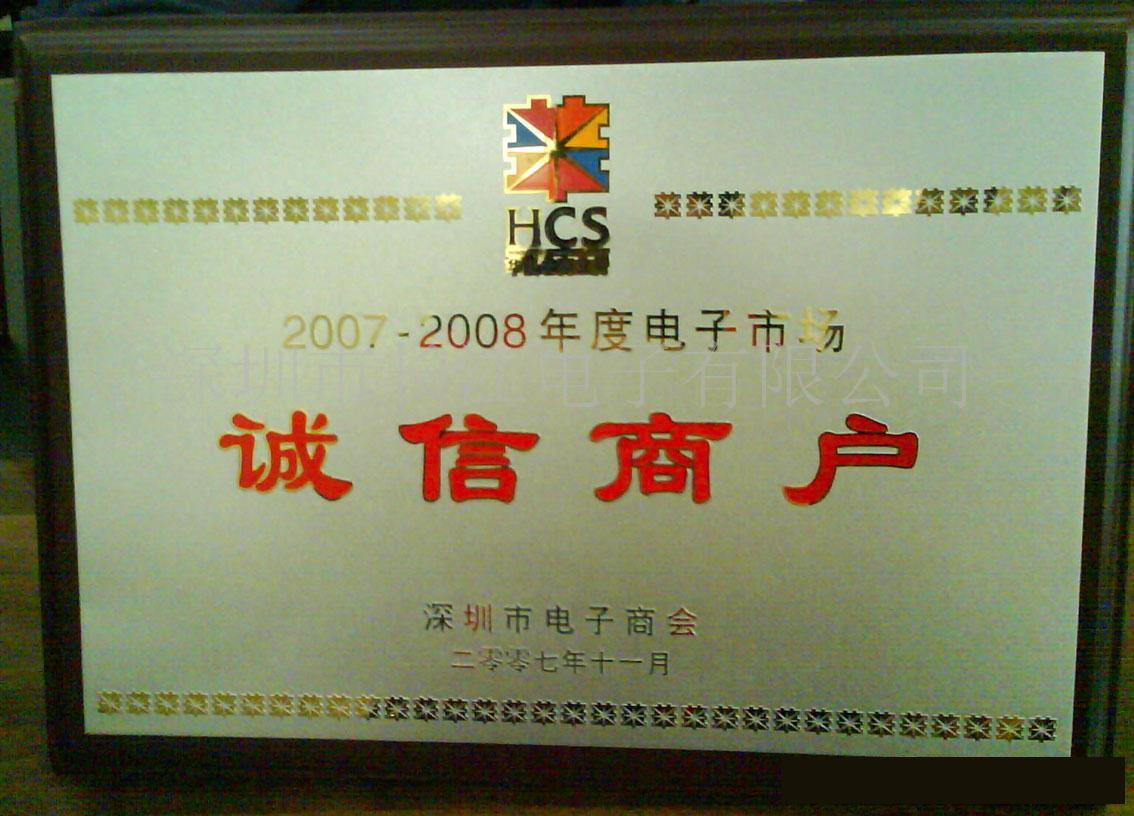 HCS
2007-2008年度电子市场
诚信商户
深圳市电子商会
二零零七年十一月